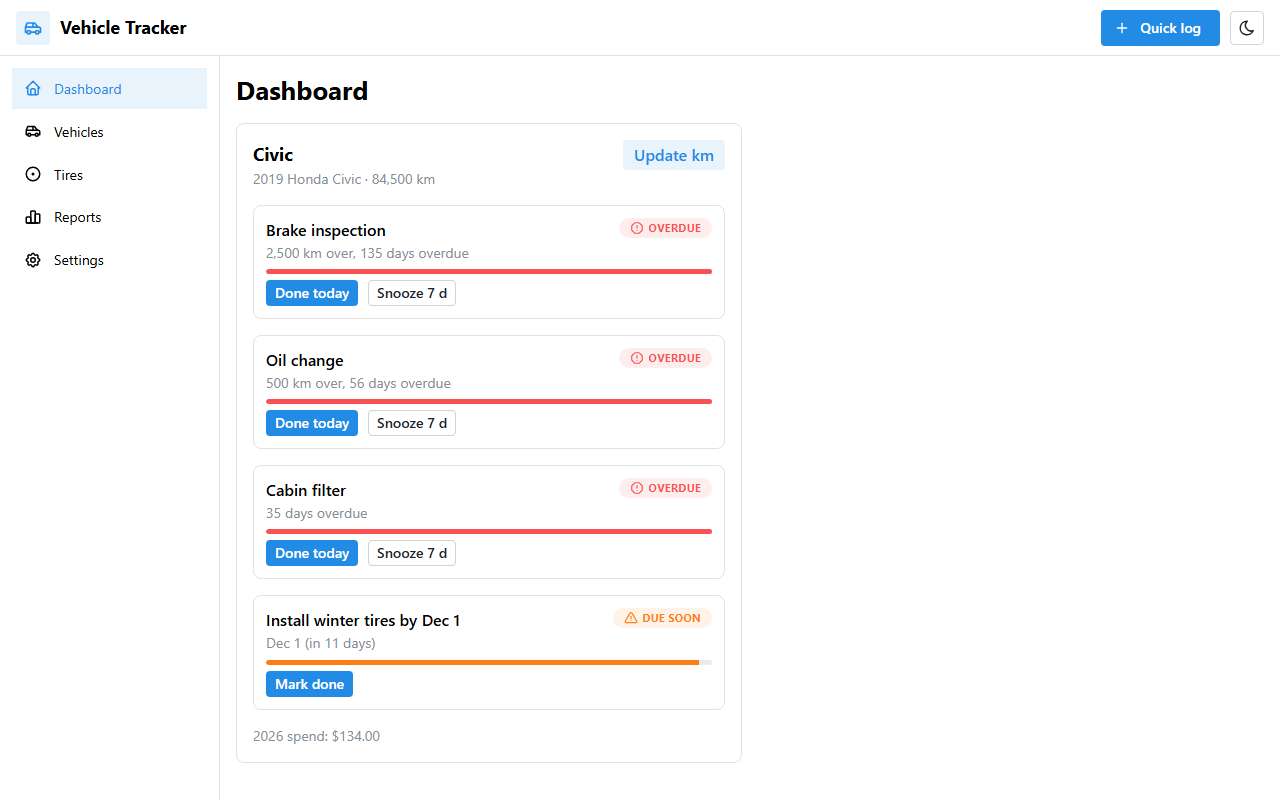 Vehicle Tracker
Quick log
Dashboard
Vehicles
Tires
Reports
Settings
Dashboard
Civic
Update km
2019 Honda Civic · 84,500 km
Brake inspection
OVERDUE
2,500 km over, 135 days overdue
Done today
Snooze 7 d
Oil change
OVERDUE
500 km over, 56 days overdue
Done today
Snooze 7 d
Cabin filter
OVERDUE
35 days overdue
Done today
Snooze 7 d
Install winter tires by Dec 1
DUE SOON
Dec 1 (in 11 days)
Mark done
2026 spend: $134.00